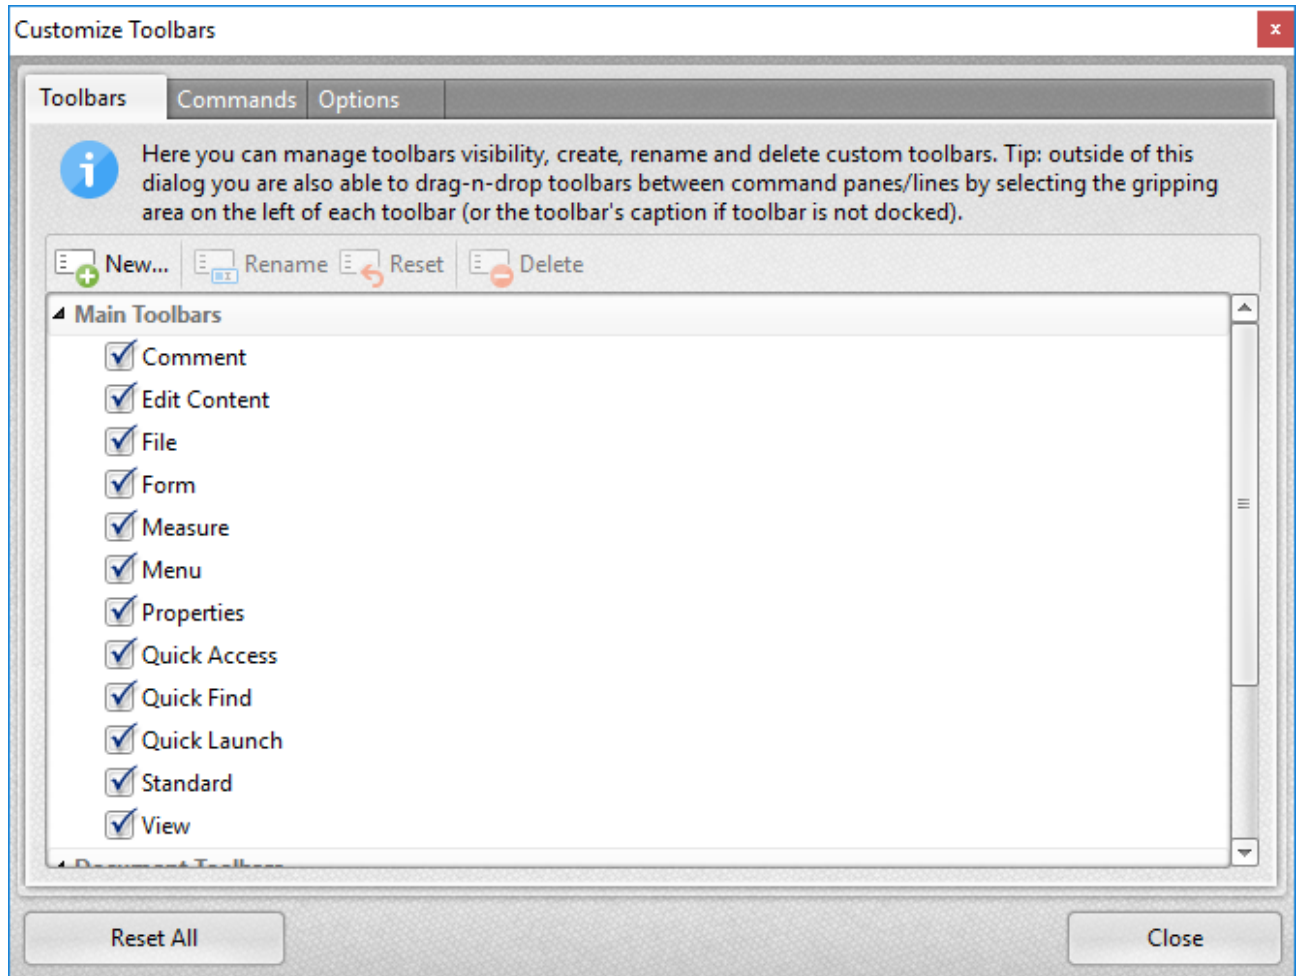 Customize Toolbars
x
Toolbars Commands Options
Here you can manage toolbars visibility, create, rename and delete custom toolbars. Tip: outside of this
dialog you are also able to drag-n-drop toolbars between command panes/lines by selecting the gripping
area on the left of each toolbar (or the toolbar's caption if toolbar is not docked).
New... Rename Reset Delete
Main Toolbars
Comment
Edit Content
File
Form
Measure
Menu
Properties
Quick Access
Quick Find
Quick Launch
Standard
View
Document Toolbars
Reset All Close